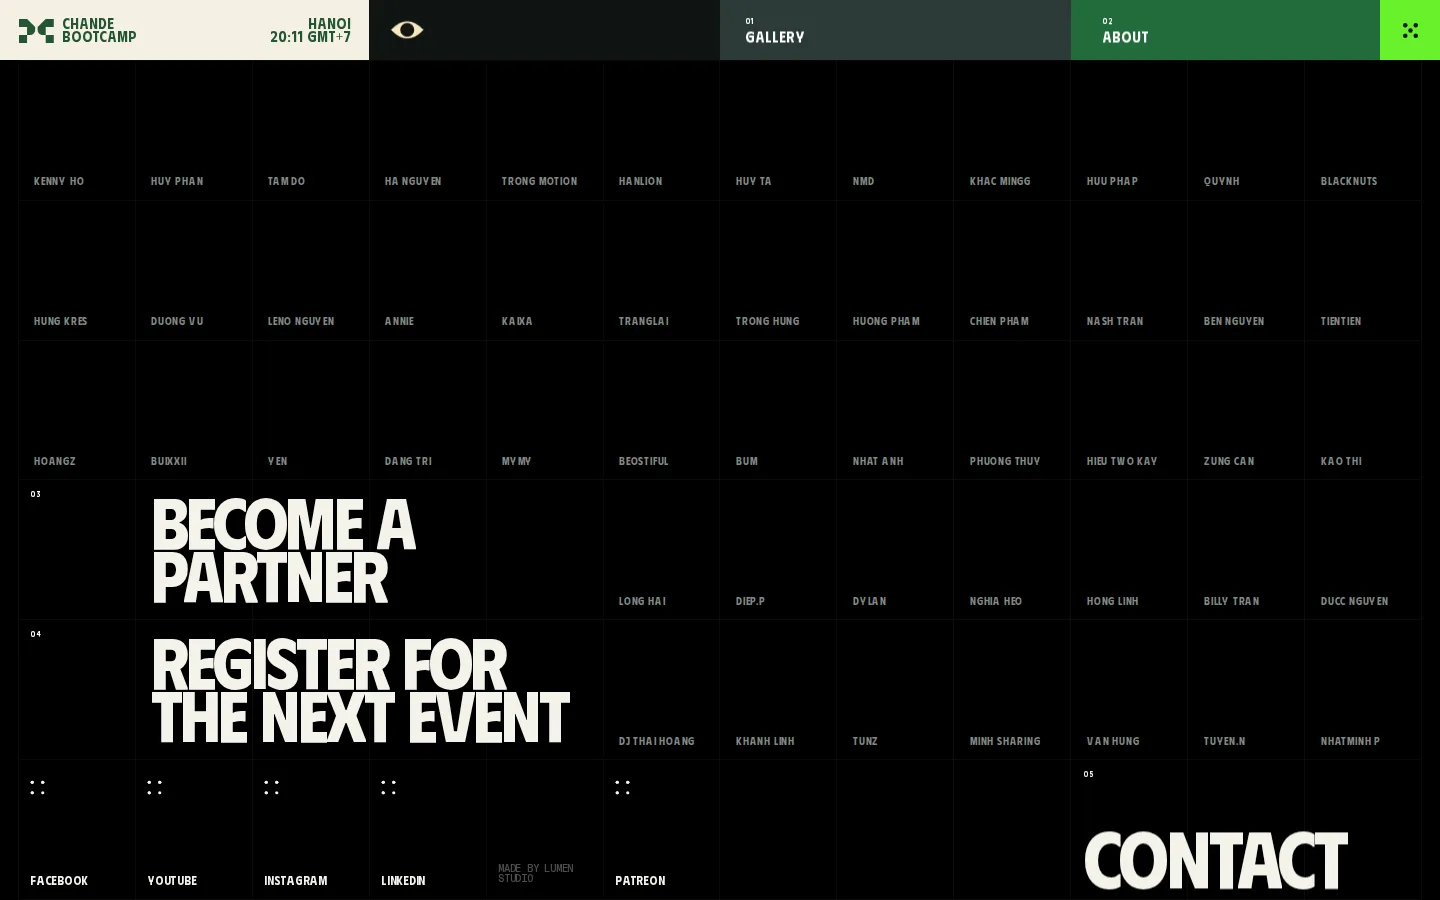 CHANDE
BOOTCAMP
HANOI
20:11 GMT+7
01
GALLERY
02
ABOUT
KENNY HO
HUY PHAN
TAM DO
HA NGUYEN
TRONG MOTION
HANLION
HUY TA
NMD
KHAC MINGG
HUU PHAP
QUYNH
BLACKNUTS
HUNG KRES
DUONG VU
LENO NGUYEN
ANNIE
KAIXA
TRANGLAI
TRONG HUNG
HUONG PHAM
CHIEN PHAM
NASH TRAN
BEN NGUYEN
TIENTIEN
HOANGZ
BUIXXII
YEN
DANG TRI
MYMY
BEOSTIFUL
BUM
NHAT ANH
PHUONG THUY
HIEU TWO KAY
ZUNG CAN
KAO THI
03
BECOME A
PARTNER
LONG HAI
DIEP.P
DYLAN
NGHIA HEO
HONG LINH
BILLY TRAN
DUCC NGUYEN
04
REGISTER FOR
THE NEXT EVENT
DJ THAI HOANG
KHANH LINH
TUNZ
MINH SHARING
VAN HUNG
TUYEN.N
NHATMINH P
FACEBOOK
YOUTUBE
INSTAGRAM
LINKEDIN
MADE BY LUMEN
STUDIO
PATREON
05
CONTACT